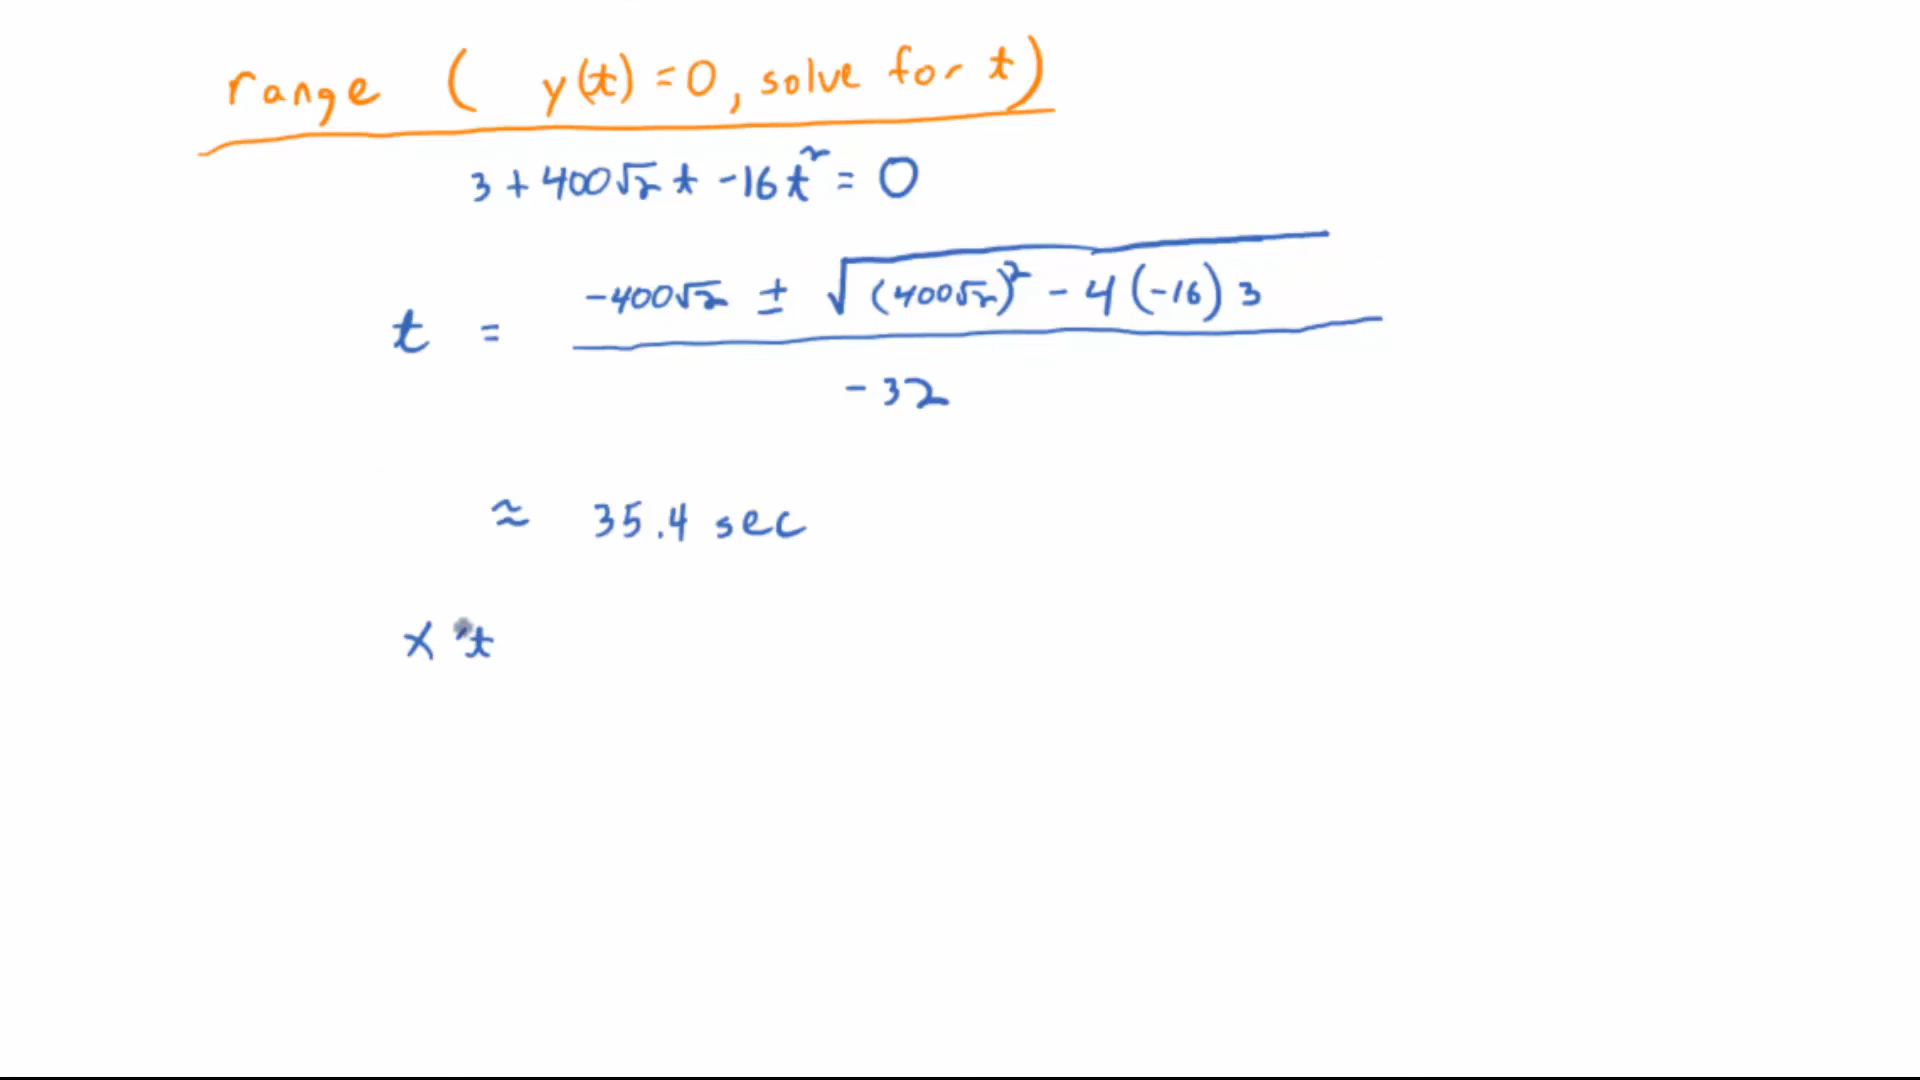 range ( y(t) = 0, solve for t)
3 + 400√2 t - 16t² = 0
t = (-400√2 ± √((400√2)² - 4(-16)3)) / -32
≈ 35.4 sec
x t